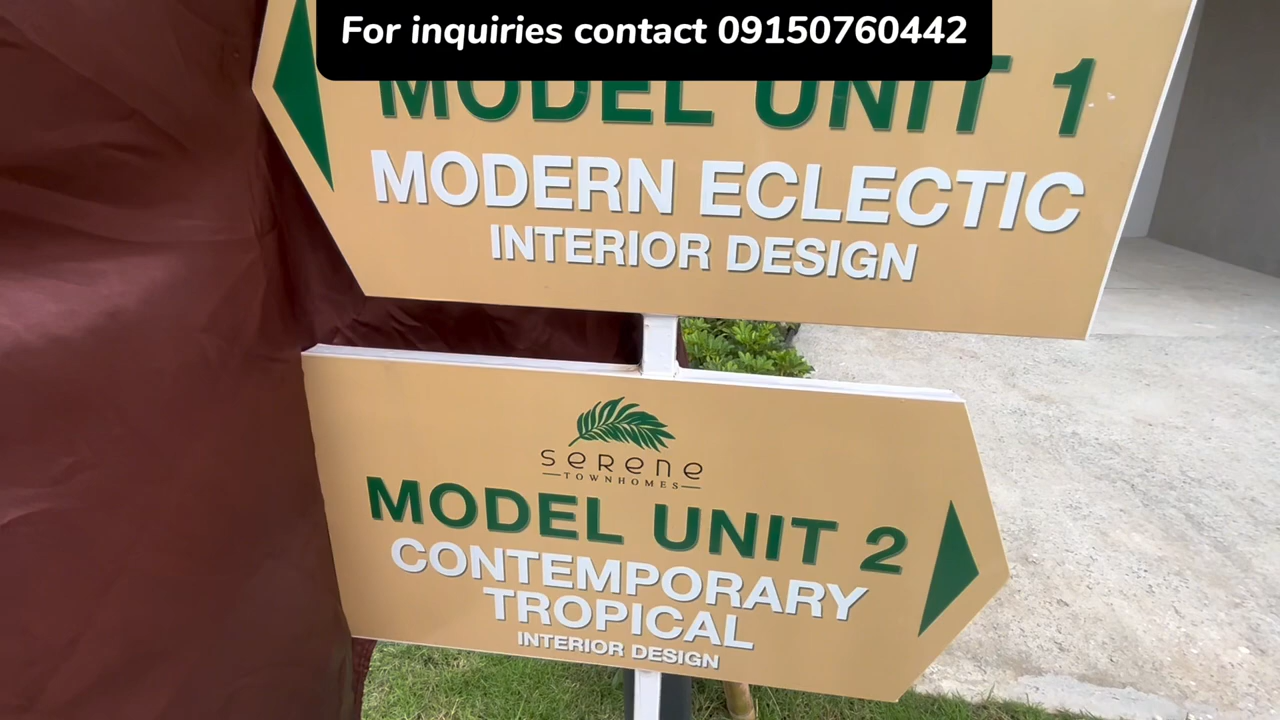 For inquiries contact 09150760442
MODEL UNIT 1
MODERN ECLECTIC
INTERIOR DESIGN
SERENE
TOWNHOMES
MODEL UNIT 2
CONTEMPORARY
TROPICAL
INTERIOR DESIGN